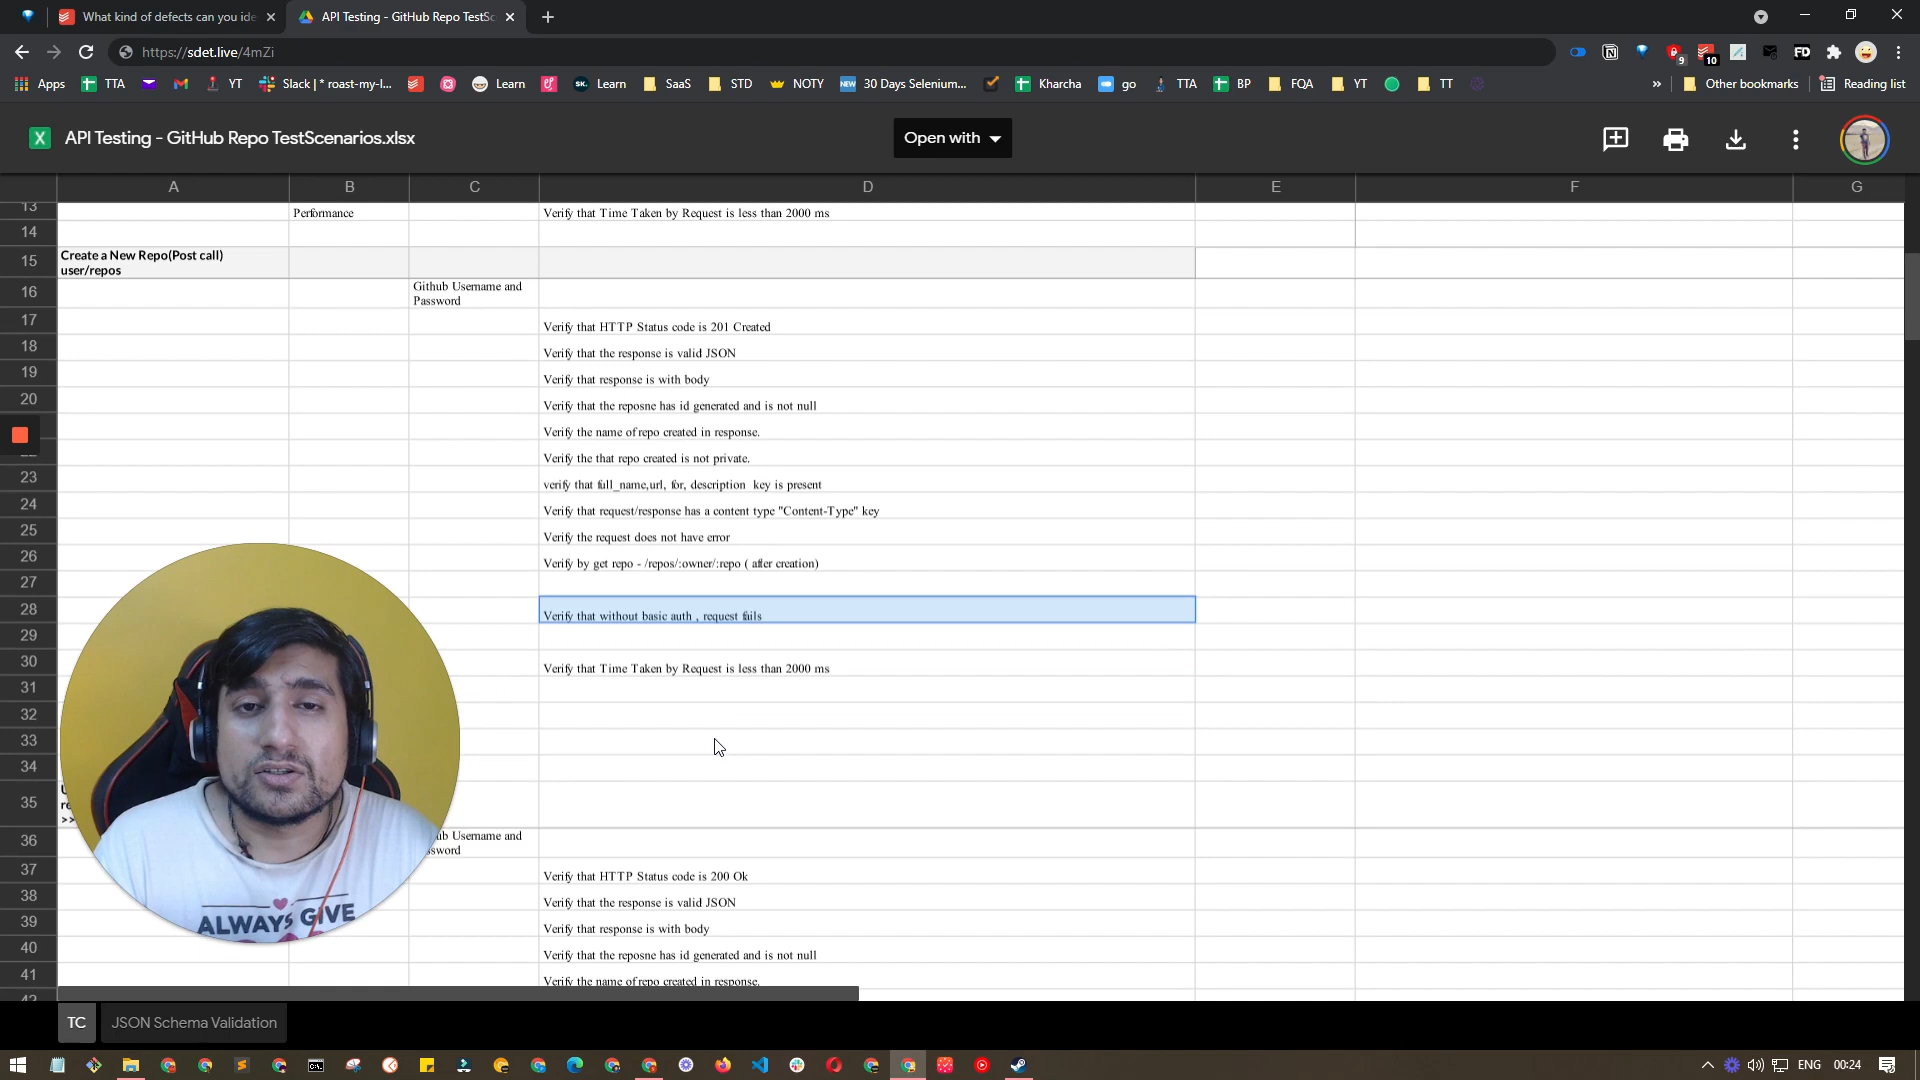 What kind of defects can you ide
API Testing - GitHub Repo TestSc
https://sdet.live/4mZi
9
10
FD
Apps
TTA
YT
Slack | * roast-my-l...
Learn
SK.
Learn
SaaS
STD
NOTY
NEW
30 Days Selenium...
Kharcha
go
TTA
BP
FQA
YT
TT
»
Other bookmarks
Reading list
X
API Testing - GitHub Repo TestScenarios.xlsx
Open with
A
B
C
D
E
F
G
13
Performance
Verify that Time Taken by Request is less than 2000 ms
14
15
Create a New Repo(Post call)
user/repos
16
Github Username and
Password
17
Verify that HTTP Status code is 201 Created
18
Verify that the response is valid JSON
19
Verify that response is with body
20
Verify that the reposne has id generated and is not null
Verify the name of repo created in response.
Verify the that repo created is not private.
23
verify that full_name,url, for, description key is present
24
Verify that request/response has a content type "Content-Type" key
25
Verify the request does not have error
26
Verify by get repo - /repos/:owner/:repo ( after creation)
27
28
Verify that without basic auth , request fails
29
30
Verify that Time Taken by Request is less than 2000 ms
31
32
33
34
35
>>
36
ub Username and
sword
37
Verify that HTTP Status code is 200 Ok
38
Verify that the response is valid JSON
39
Verify that response is with body
40
Verify that the reposne has id generated and is not null
41
Verify the name of repo created in response.
42
ALWAYS GIVE
TC
JSON Schema Validation
ENG
00:24